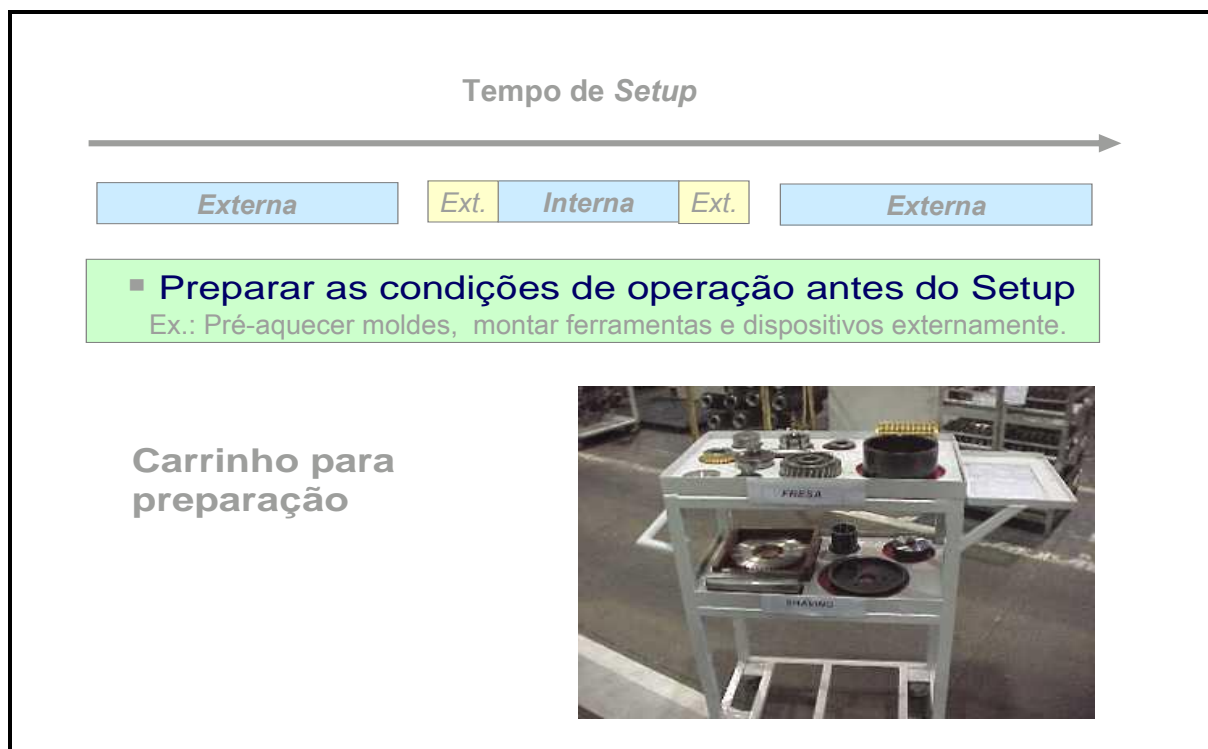 Tempo de Setup
Externa
Ext.
Interna
Ext.
Externa
Preparar as condições de operação antes do Setup
Ex.: Pré-aquecer moldes, montar ferramentas e dispositivos externamente.
Carrinho para
preparação
FRESA
SHAVING